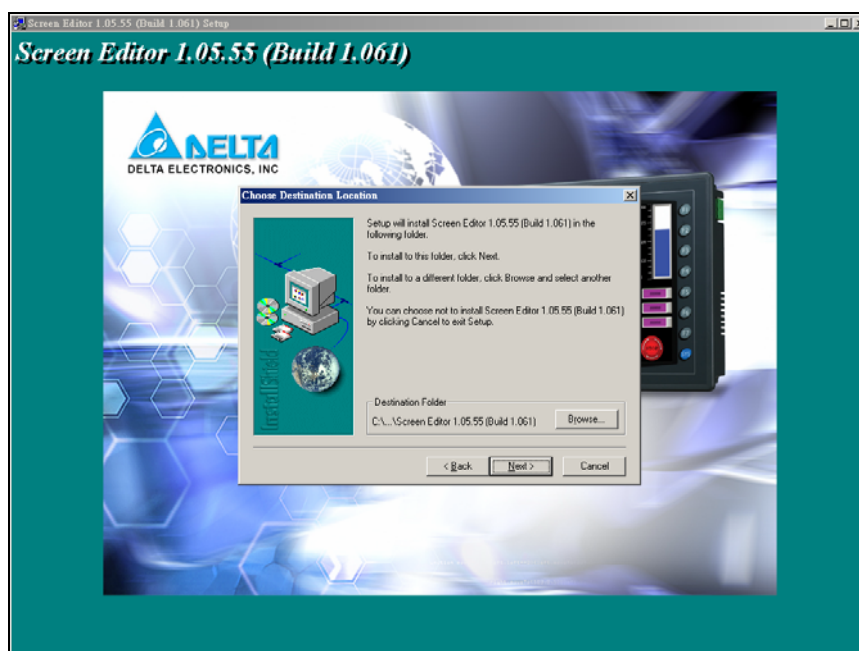 Screen Editor 1.05.55 (Build 1.061) Setup
Screen Editor 1.05.55 (Build 1.061)
DELTA
DELTA ELECTRONICS, INC
Choose Destination Location
Setup will install Screen Editor 1.05.55 (Build 1.061) in the
following folder.
To install to this folder, click Next.
To install to a different folder, click Browse and select another
folder.
You can choose not to install Screen Editor 1.05.55 (Build 1.061)
by clicking Cancel to exit Setup.
InstallShield
Destination Folder
C:\...\Screen Editor 1.05.55 (Build 1.061)
Browse...
< Back
Next >
Cancel